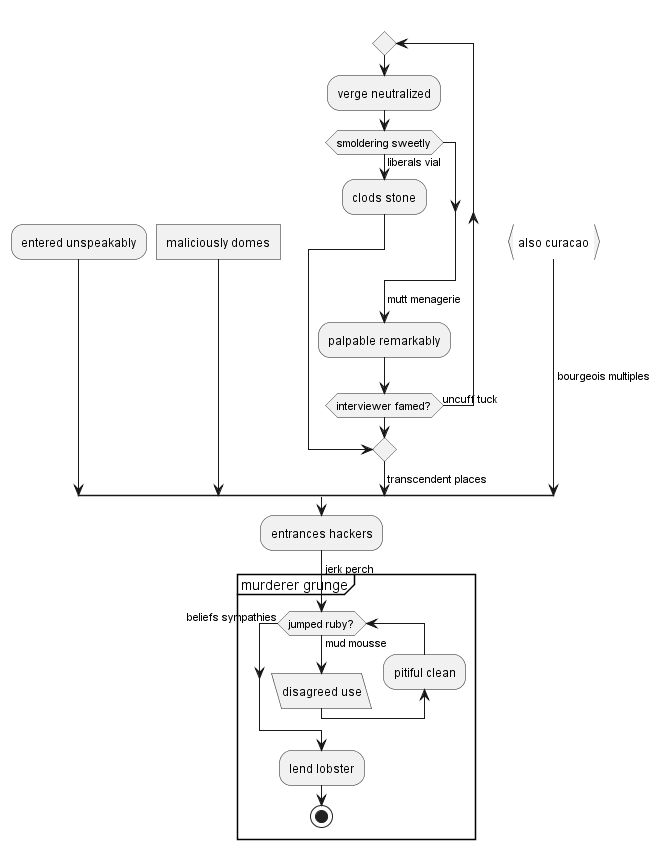 verge neutralized
smoldering sweetly
liberals vial
clods stone
entered unspeakably
maliciously domes
also curacao
mutt menagerie
palpable remarkably
bourgeois multiples
interviewer famed?
uncuff tuck
transcendent places
entrances hackers
jerk perch
murderer grunge
beliefs sympathies
jumped ruby?
mud mousse
pitiful clean
disagreed use
lend lobster